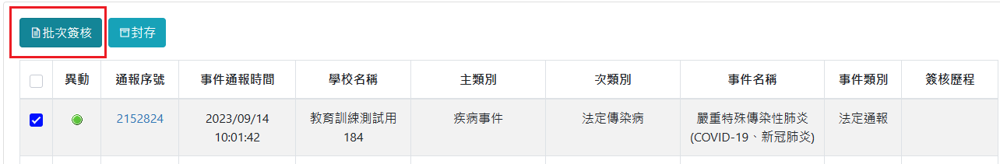 批次簽核 封存
異動 通報序號 事件通報時間 學校名稱 主類別 次類別 事件名稱 事件類別 簽核歷程
2152824 2023/09/14 教育訓練測試用 疾病事件 法定傳染病 嚴重特殊傳染性肺炎 法定通報
10:01:42 184 (COVID-19、新冠肺炎)